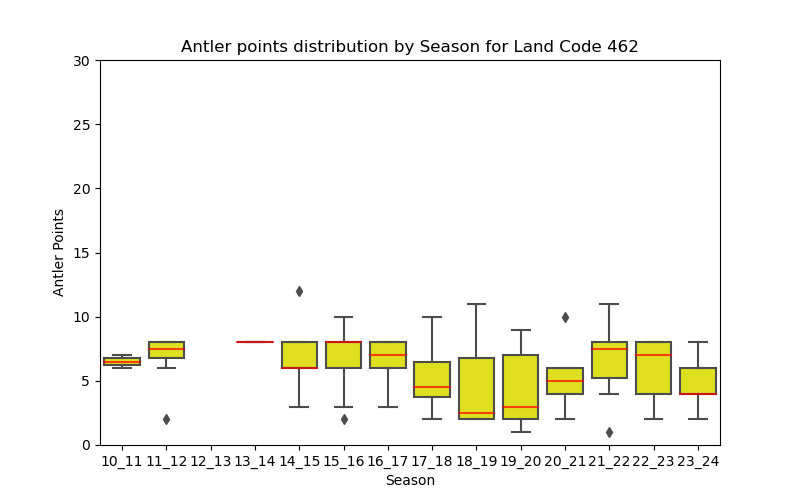 Antler points distribution by Season for Land Code 462
30
25
20
15
10
5
0
Antler Points
10_11 11_12 12_13 13_14 14_15 15_16 16_17 17_18 18_19 19_20 20_21 21_22 22_23 23_24
Season